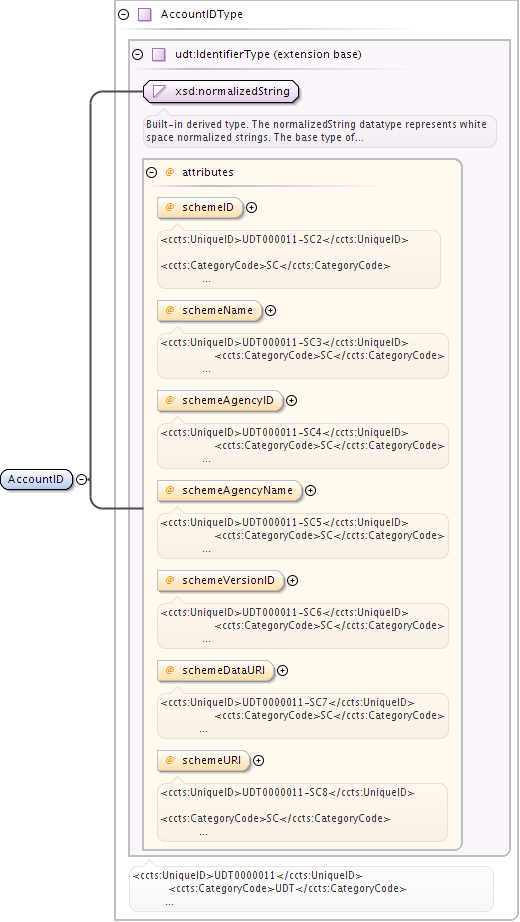 AccountIDType
udt:IdentifierType (extension base)
xsd:normalizedString
Built-in derived type. The normalizedString datatype represents white
space normalized strings. The base type of...
@ attributes
@ schemeID
<ccts:UniqueID>UDT000011-SC2</ccts:UniqueID>
<ccts:CategoryCode>SC</ccts:CategoryCode>
...
@ schemeName
<ccts:UniqueID>UDT000011-SC3</ccts:UniqueID>
<ccts:CategoryCode>SC</ccts:CategoryCode>
...
@ schemeAgencyID
<ccts:UniqueID>UDT000011-SC4</ccts:UniqueID>
<ccts:CategoryCode>SC</ccts:CategoryCode>
...
AccountID
@ schemeAgencyName
<ccts:UniqueID>UDT000011-SC5</ccts:UniqueID>
<ccts:CategoryCode>SC</ccts:CategoryCode>
...
@ schemeVersionID
<ccts:UniqueID>UDT000011-SC6</ccts:UniqueID>
<ccts:CategoryCode>SC</ccts:CategoryCode>
...
@ schemeDataURI
<ccts:UniqueID>UDT0000011-SC7</ccts:UniqueID>
<ccts:CategoryCode>SC</ccts:CategoryCode>
...
@ schemeURI
<ccts:UniqueID>UDT0000011-SC8</ccts:UniqueID>
<ccts:CategoryCode>SC</ccts:CategoryCode>
...
<ccts:UniqueID>UDT0000011</ccts:UniqueID>
<ccts:CategoryCode>UDT</ccts:CategoryCode>
...